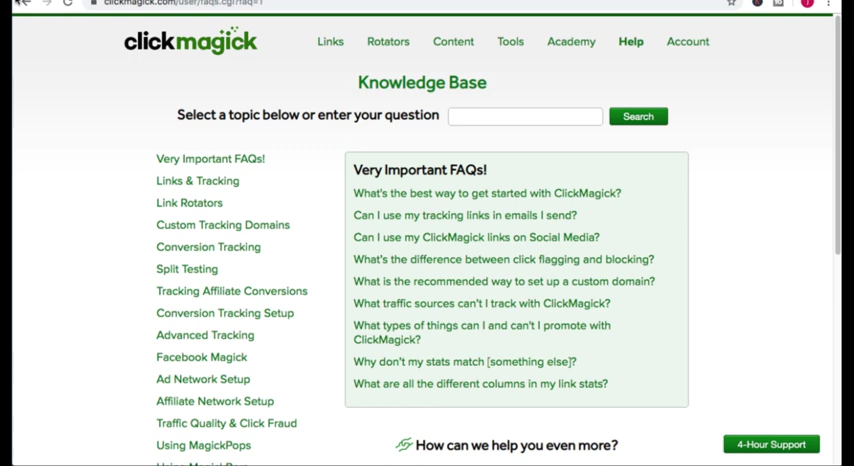 clickmagick.com/user/faqs.cgi?faq=1
clickmagick
Links Rotators Content Tools Academy Help Account
Knowledge Base
Select a topic below or enter your question Search
Very Important FAQs!
Links & Tracking
Link Rotators
Custom Tracking Domains
Conversion Tracking
Split Testing
Tracking Affiliate Conversions
Conversion Tracking Setup
Advanced Tracking
Facebook Magick
Ad Network Setup
Affiliate Network Setup
Traffic Quality & Click Fraud
Using MagickPops
Very Important FAQs!
What's the best way to get started with ClickMagick?
Can I use my tracking links in emails I send?
Can I use my ClickMagick links on Social Media?
What's the difference between click flagging and blocking?
What is the recommended way to set up a custom domain?
What traffic sources can't I track with ClickMagick?
What types of things can I and can't I promote with
ClickMagick?
Why don't my stats match [something else]?
What are all the different columns in my link stats?
How can we help you even more?
4-Hour Support